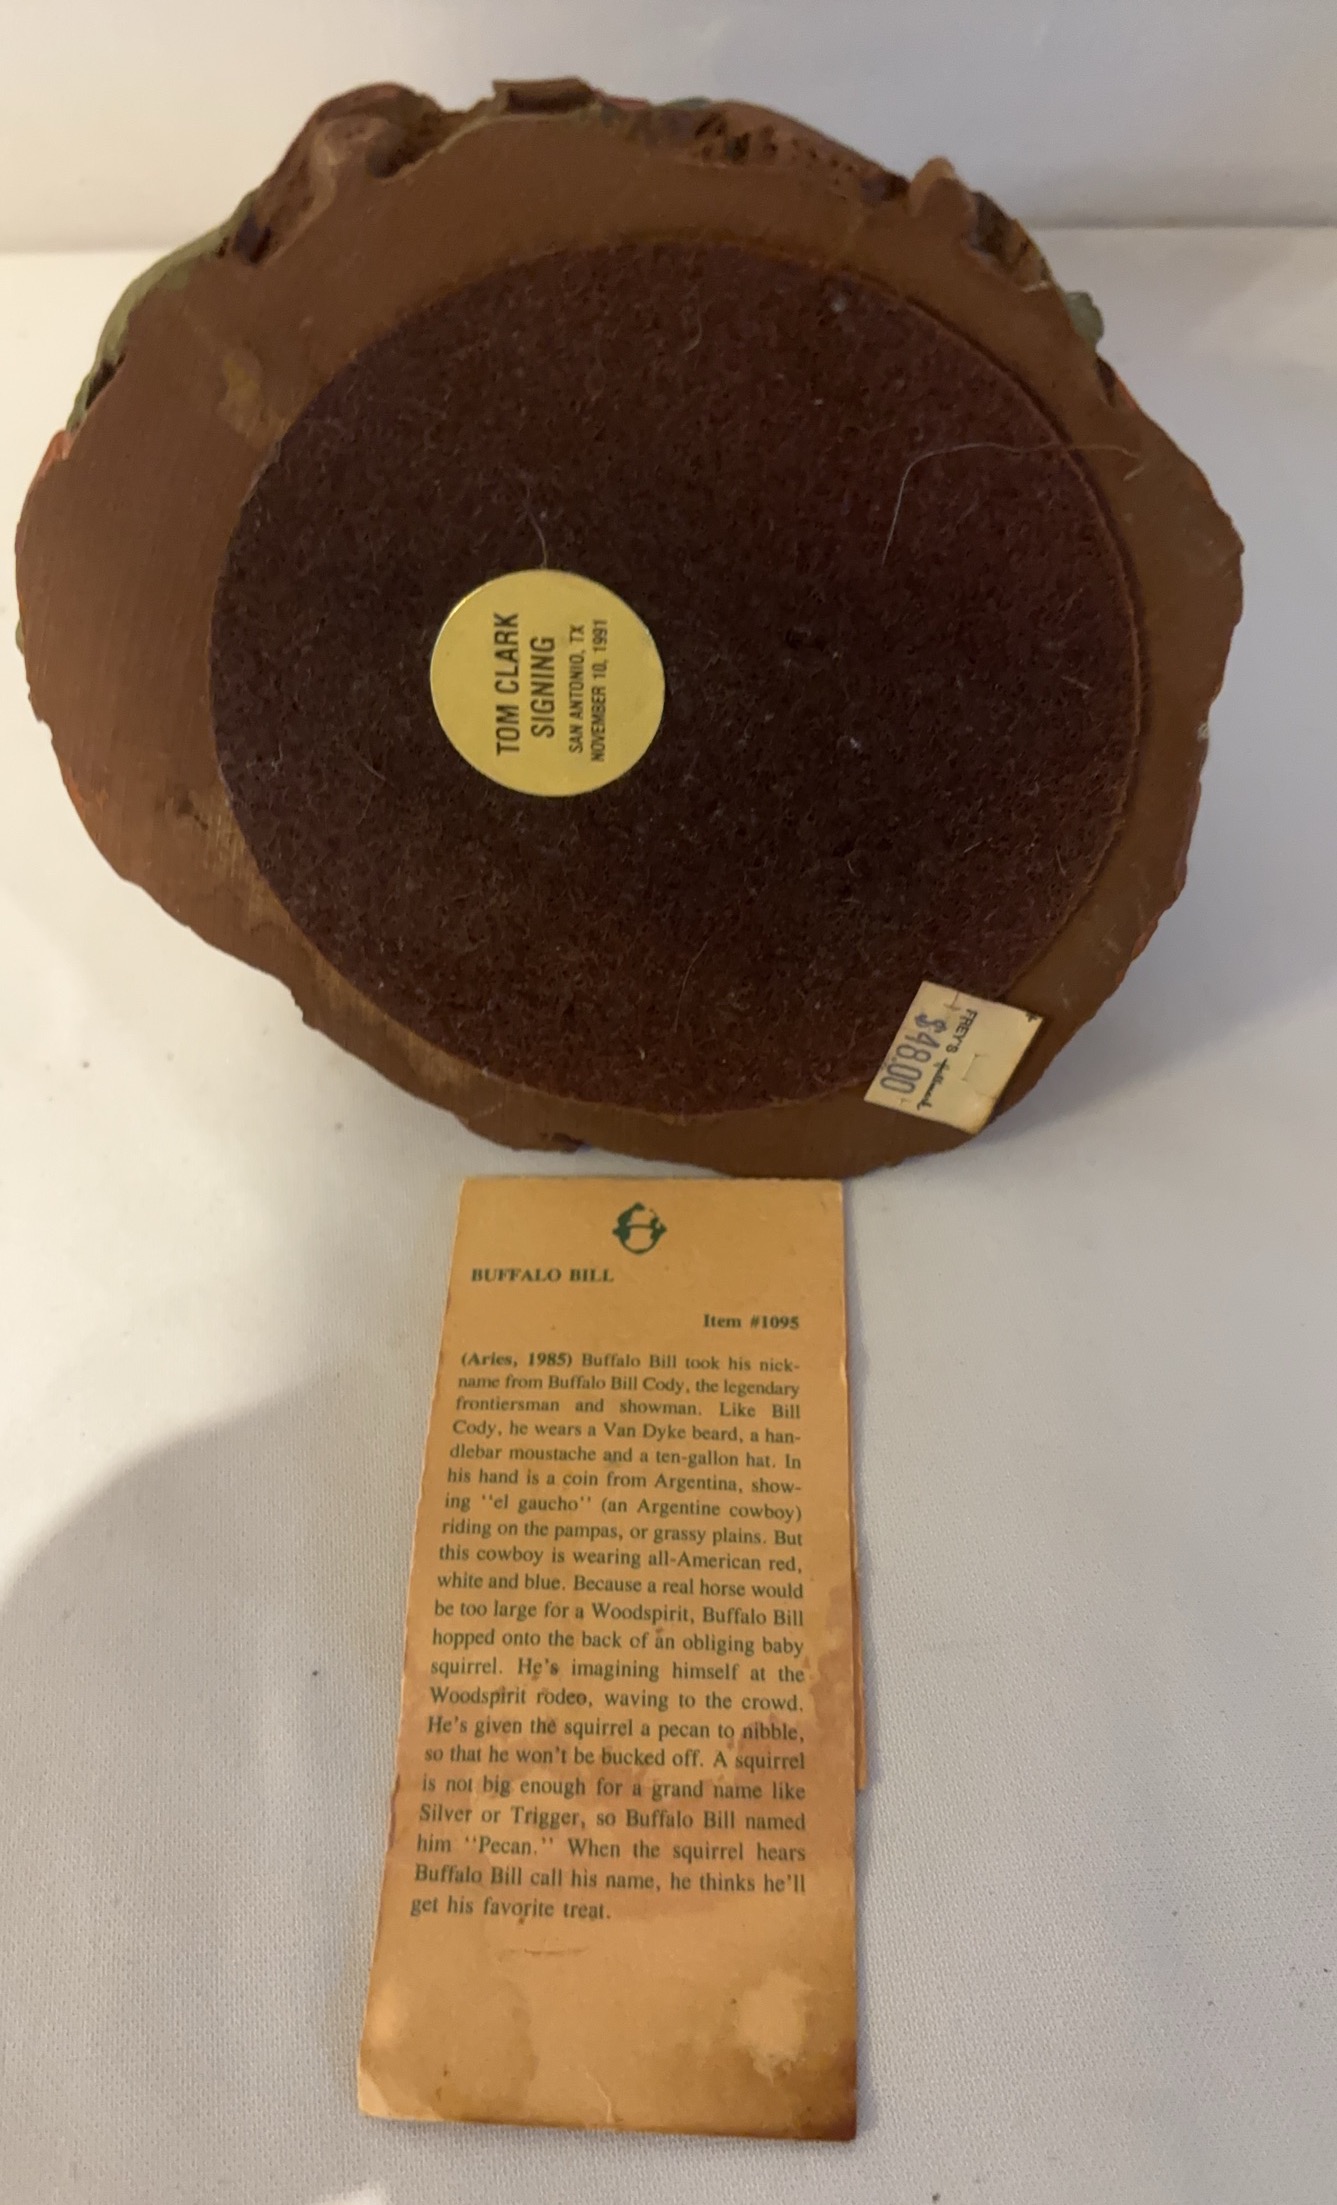 TOM CLARK
SIGNING
SAN ANTONIO, TX
NOVEMBER 10, 1991
FREY'S Hallmark
$48.00
BUFFALO BILL
Item #1095
(Aries, 1985) Buffalo Bill took his nick-
name from Buffalo Bill Cody, the legendary
frontiersman and showman. Like Bill
Cody, he wears a Van Dyke beard, a han-
dlebar moustache and a ten-gallon hat. In
his hand is a coin from Argentina, show-
ing ''el gaucho'' (an Argentine cowboy)
riding on the pampas, or grassy plains. But
this cowboy is wearing all-American red,
white and blue. Because a real horse would
be too large for a Woodspirit, Buffalo Bill
hopped onto the back of an obliging baby
squirrel. He's imagining himself at the
Woodspirit rodeo, waving to the crowd.
He's given the squirrel a pecan to nibble,
so that he won't be bucked off. A squirrel
is not big enough for a grand name like
Silver or Trigger, so Buffalo Bill named
him ''Pecan.'' When the squirrel hears
Buffalo Bill call his name, he thinks he'll
get his favorite treat.